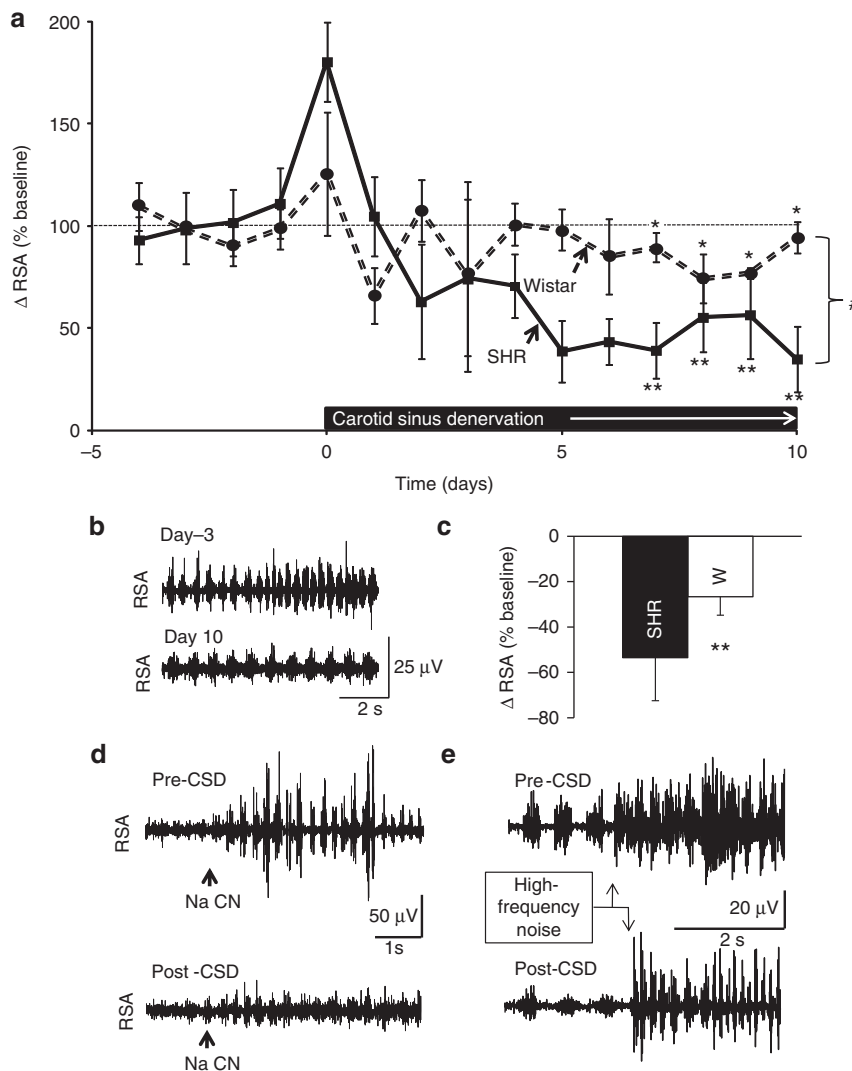 a
200
150
100
50
0
Δ RSA (% baseline)
*
*
*
*
Wistar
SHR
**
**
**
**
Carotid sinus denervation
–5
0
5
10
Time (days)
b
Day–3
RSA
Day 10
RSA
25 μV
2 s
c
0
–20
–40
–60
–80
Δ RSA (% baseline)
SHR
W
**
d
Pre-CSD
RSA
Na CN
50 μV
1s
Post -CSD
RSA
Na CN
e
Pre -CSD
High-
frequency
noise
20 μV
2 s
Post-CSD